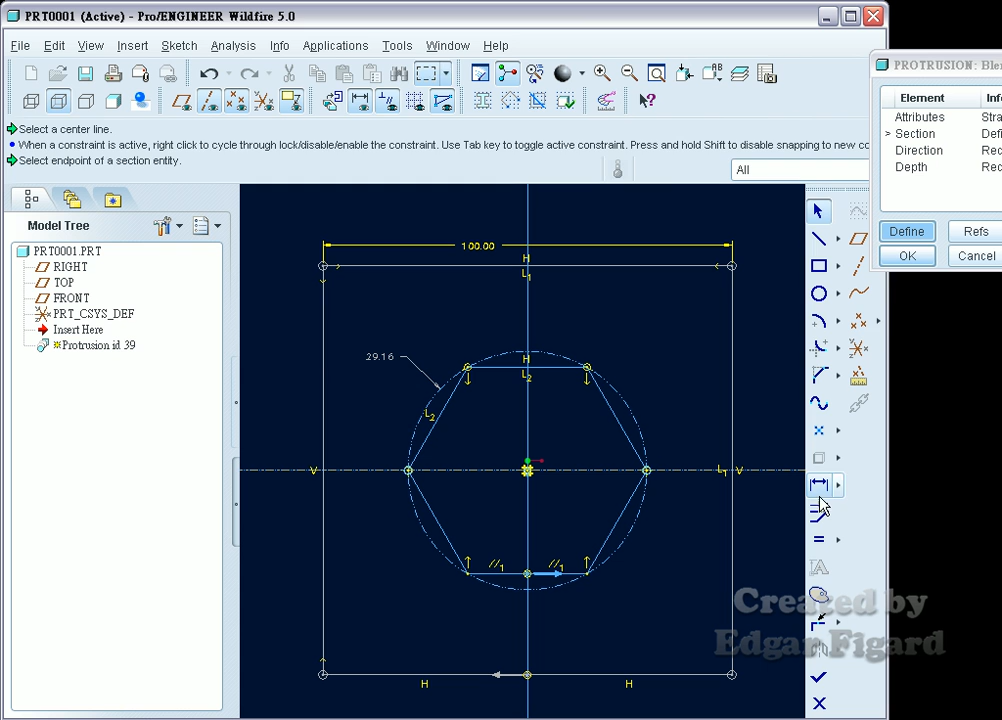 PRT0001 (Active) - Pro/ENGINEER Wildfire 5.0
File Edit View Insert Sketch Analysis Info Applications Tools Window Help
PROTRUSION: Ble
Element Inf
Attributes Stra
> Section Defi
Direction Rec
Depth Rec
Define Refs
OK Cancel
Select a center line.
When a constraint is active, right click to cycle through lock/disable/enable the constraint. Use Tab key to toggle active constraint. Press and hold Shift to disable snapping to new co
Select endpoint of a section entity.
All
Model Tree
PRT0001.PRT
RIGHT
TOP
FRONT
PRT_CSYS_DEF
Insert Here
Protrusion id 39
100.00
H
L1
29.16
H
L2
L2
V
L1 V
//1 //1
H H
Created by
Edgar Figard